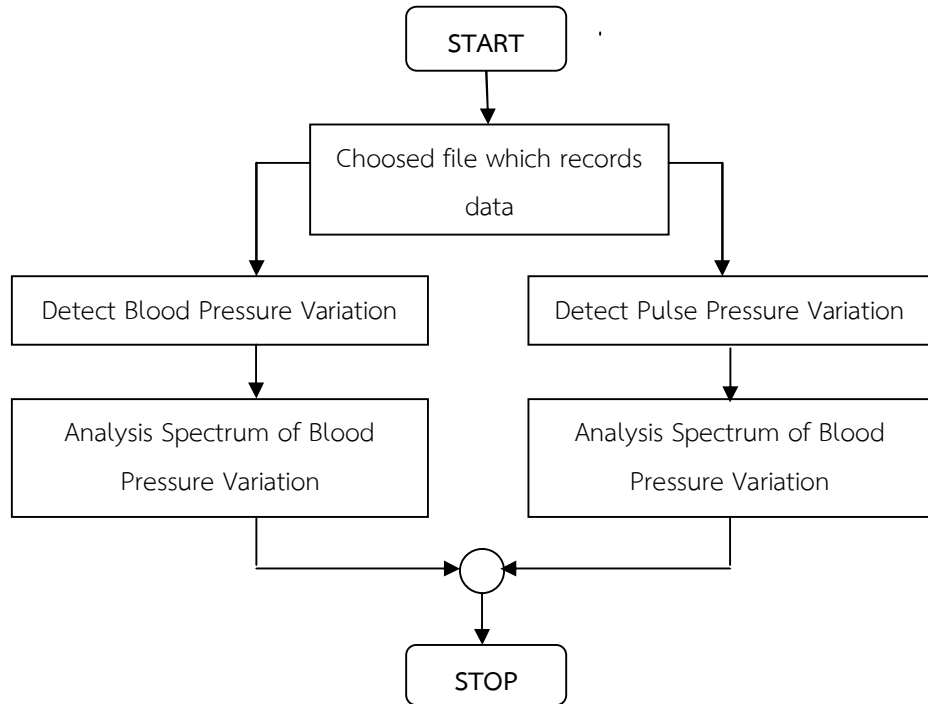 START
Choosed file which records
data
Detect Blood Pressure Variation
Detect Pulse Pressure Variation
Analysis Spectrum of Blood
Pressure Variation
Analysis Spectrum of Blood
Pressure Variation
STOP